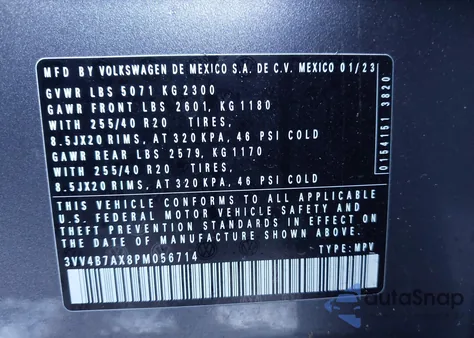 MFD BY VOLKSWAGEN DE MEXICO S.A. DE C.V. MEXICO 01/23
GVWR LBS 5071 KG 2300
GAWR FRONT LBS 2601, KG 1180
WITH 255/40 R20 TIRES,
8.5JX20 RIMS, AT 320 KPA, 46 PSI COLD
GAWR REAR LBS 2579, KG 1170
WITH 255/40 R20 TIRES,
8.5JX20 RIMS, AT 320 KPA, 46 PSI COLD
0154151 3820
THIS VEHICLE CONFORMS TO ALL APPLICABLE
U.S. FEDERAL MOTOR VEHICLE SAFETY AND
THEFT PREVENTION STANDARDS IN EFFECT ON
THE DATE OF MANUFACTURE SHOWN ABOVE.
3VV4B7AX8PM056714 TYPE: MPV
autoSnap